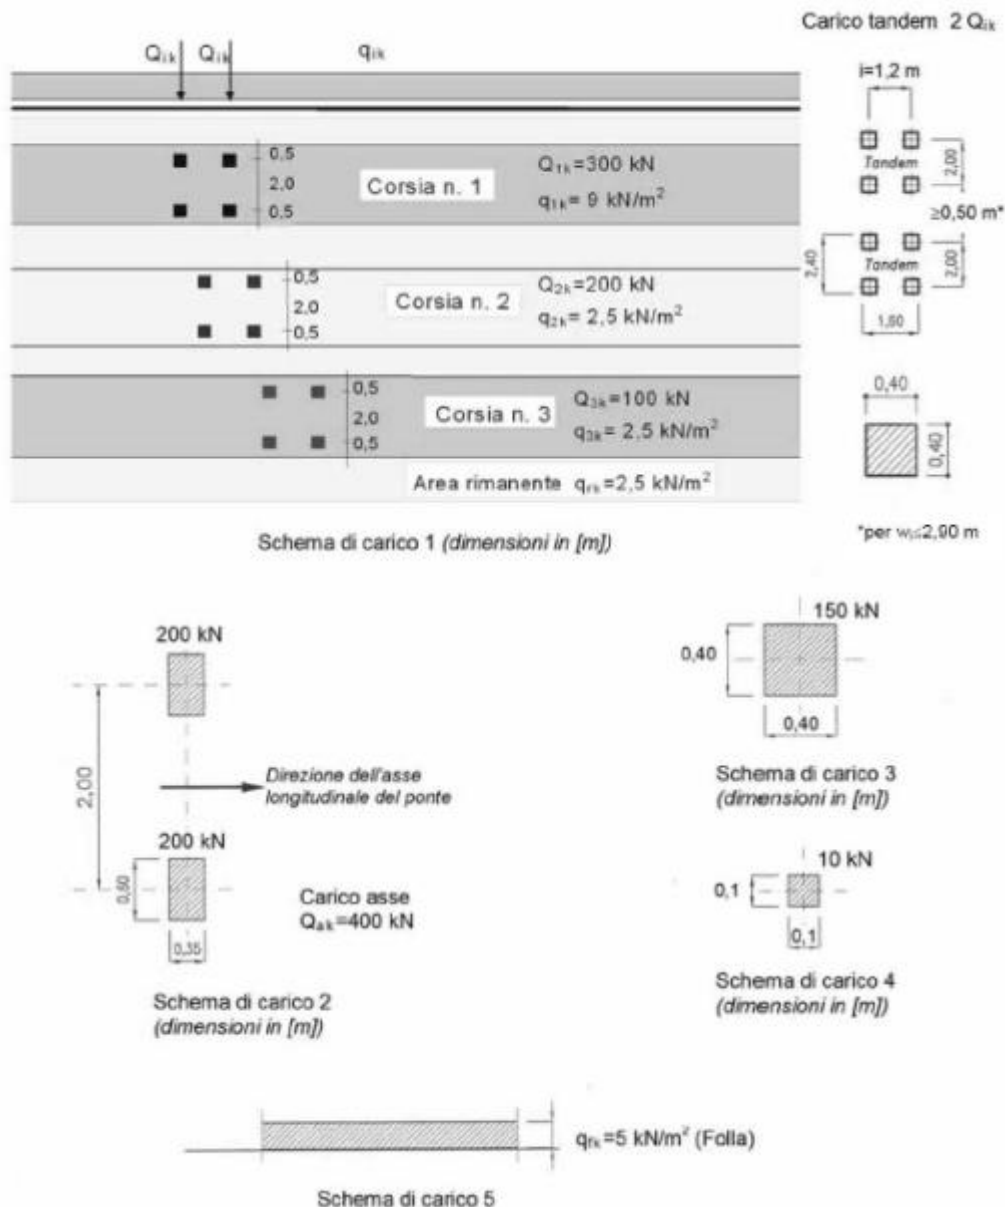 Carico tandem 2 Qik
Qik Qik qik
i=1,2 m
0,5
2,0
0,5
Corsia n. 1
Q1k=300 kN
q1k= 9 kN/m²
Tandem
2,00
≥0,50 m*
0,5
2,0
0,5
Corsia n. 2
Q2k=200 kN
q2k= 2,5 kN/m²
2,40
Tandem
2,00
1,60
0,5
2,0
0,5
Corsia n. 3
Q3k=100 kN
q3k= 2,5 kN/m²
0,40
0,40
Area rimanente qrk=2,5 kN/m²
Schema di carico 1 (dimensioni in [m])
*per wi≤2,90 m
200 kN
2,00
Direzione dell'asse
longitudinale del ponte
200 kN
0,60
0,35
Carico asse
Qak=400 kN
Schema di carico 2
(dimensioni in [m])
150 kN
0,40
0,40
Schema di carico 3
(dimensioni in [m])
10 kN
0,1
0,1
Schema di carico 4
(dimensioni in [m])
qfk=5 kN/m² (Folla)
Schema di carico 5